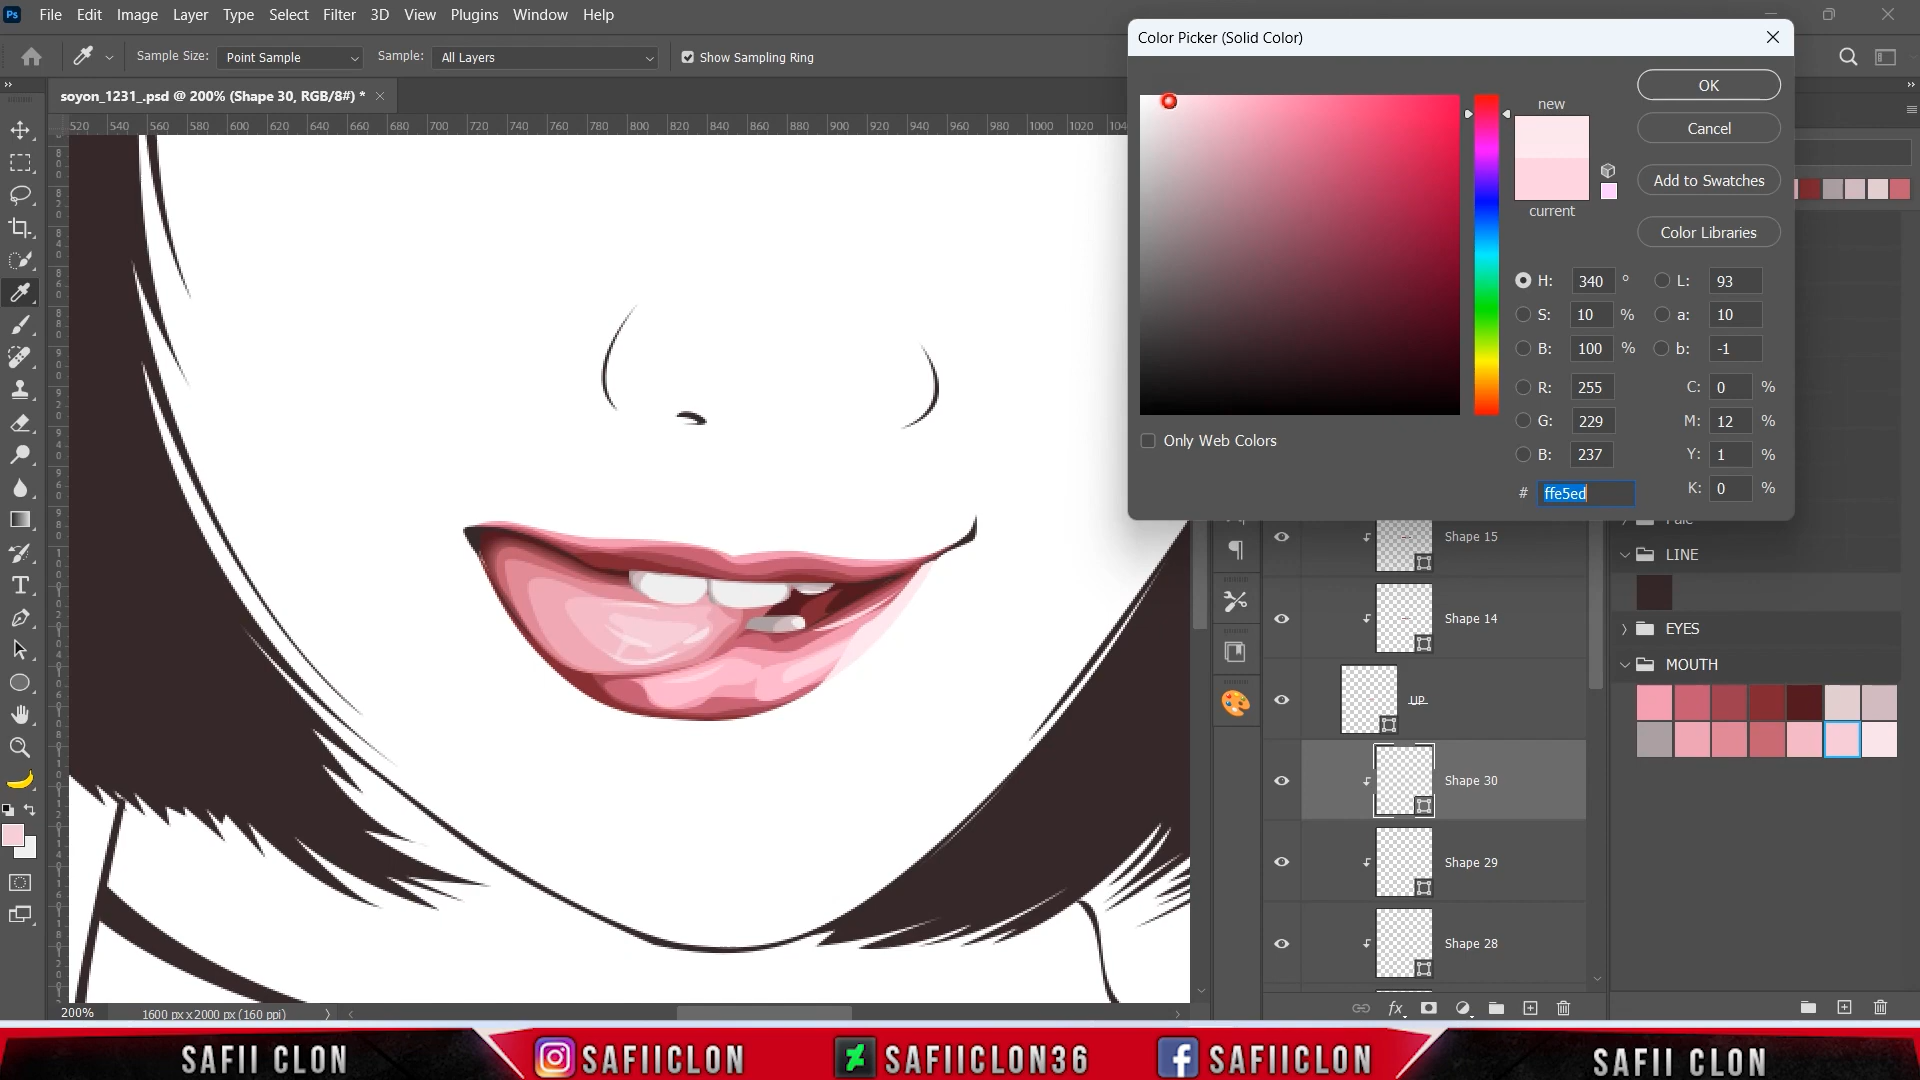 Ps File Edit Image Layer Type Select Filter 3D View Plugins Window Help
Sample Size: Point Sample Sample: All Layers Show Sampling Ring
soyon_1231_.psd @ 200% (Shape 30, RGB/8#) * ×
520 540 560 580 600 620 640 660 680 700 720 740 760 780 800 820 840 860 880 900 920 940 960 980 1000 1020
Color Picker (Solid Color)
new
current
OK
Cancel
Add to Swatches
Color Libraries
H: 340 ° L: 93
S: 10 % a: 10
B: 100 % b: -1
R: 255 C: 0 %
G: 229 M: 12 %
B: 237 Y: 1 %
# ffe5ed K: 0 %
Only Web Colors
Shape 15
Shape 14
UP
Shape 30
Shape 29
Shape 28
LINE
EYES
MOUTH
200% 1600 px x 2000 px (160 ppi)
SAFII CLON SAFIICLON SAFIICLON36 SAFIICLON SAFII CLON